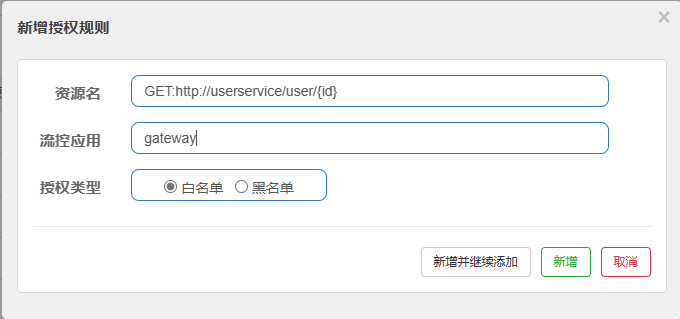 新增授权规则
资源名 GET:http://userservice/user/{id}
流控应用 gateway
授权类型 白名单 黑名单
新增并继续添加 新增 取消